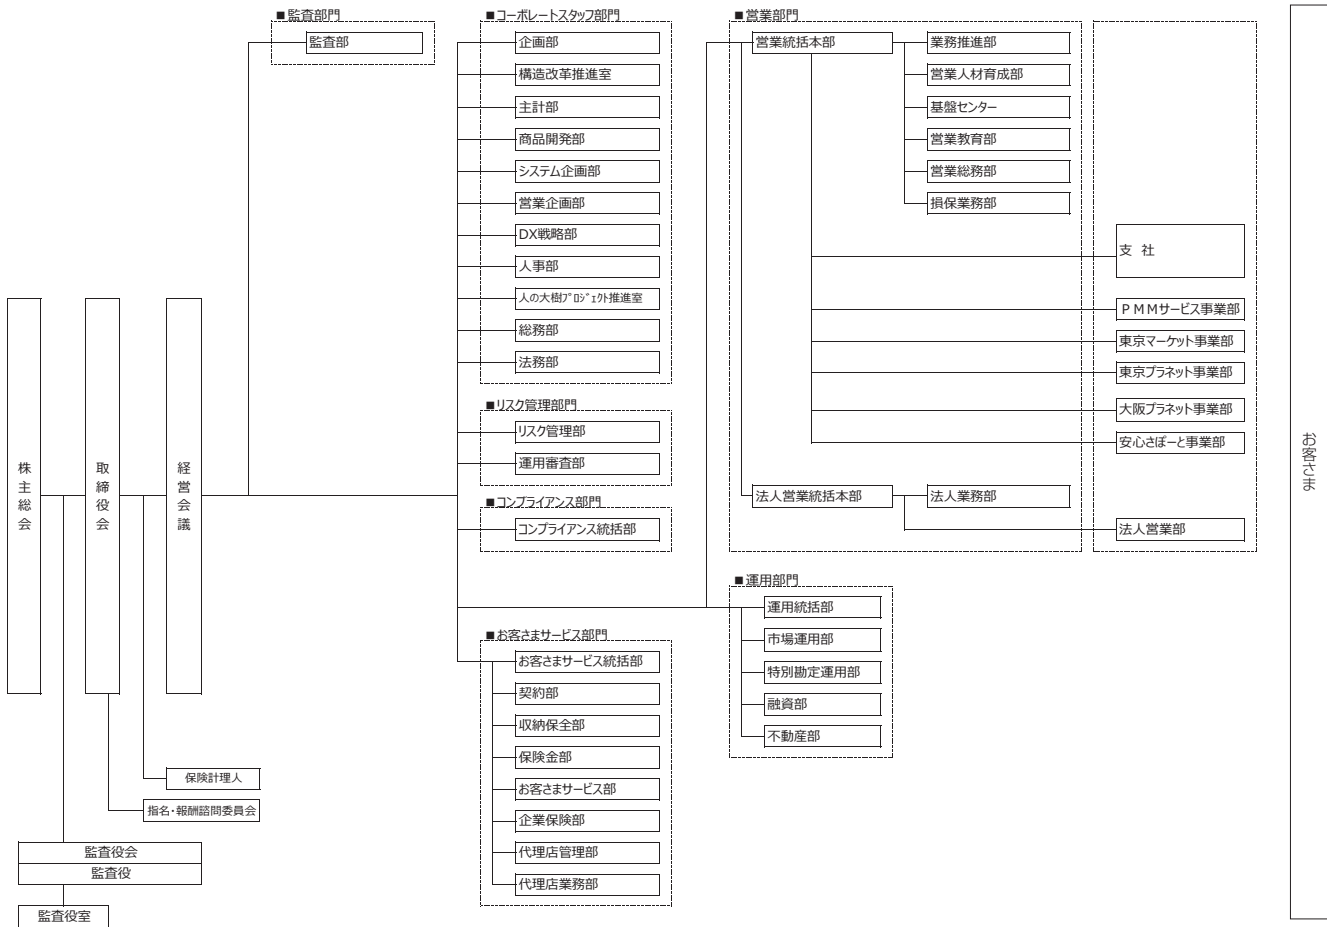 ■監査部門
監査部
■コーポレートスタッフ部門
企画部
構造改革推進室
主計部
商品開発部
システム企画部
営業企画部
DX戦略部
人事部
人の大樹ﾌﾟﾛｼﾞｪｸﾄ推進室
総務部
法務部
■リスク管理部門
リスク管理部
運用審査部
■コンプライアンス部門
コンプライアンス統括部
■お客さまサービス部門
お客さまサービス統括部
契約部
収納保全部
保険金部
お客さまサービス部
企業保険部
代理店管理部
代理店業務部
■営業部門
営業統括本部
業務推進部
営業人材育成部
基盤センター
営業教育部
営業総務部
損保業務部
支 社
PMMサービス事業部
東京マーケット事業部
東京プラネット事業部
大阪プラネット事業部
安心さぽーと事業部
法人営業統括本部
法人業務部
法人営業部
■運用部門
運用統括部
市場運用部
特別勘定運用部
融資部
不動産部
株主総会
取締役会
経営会議
保険計理人
指名・報酬諮問委員会
監査役会
監査役
監査役室
お客さま